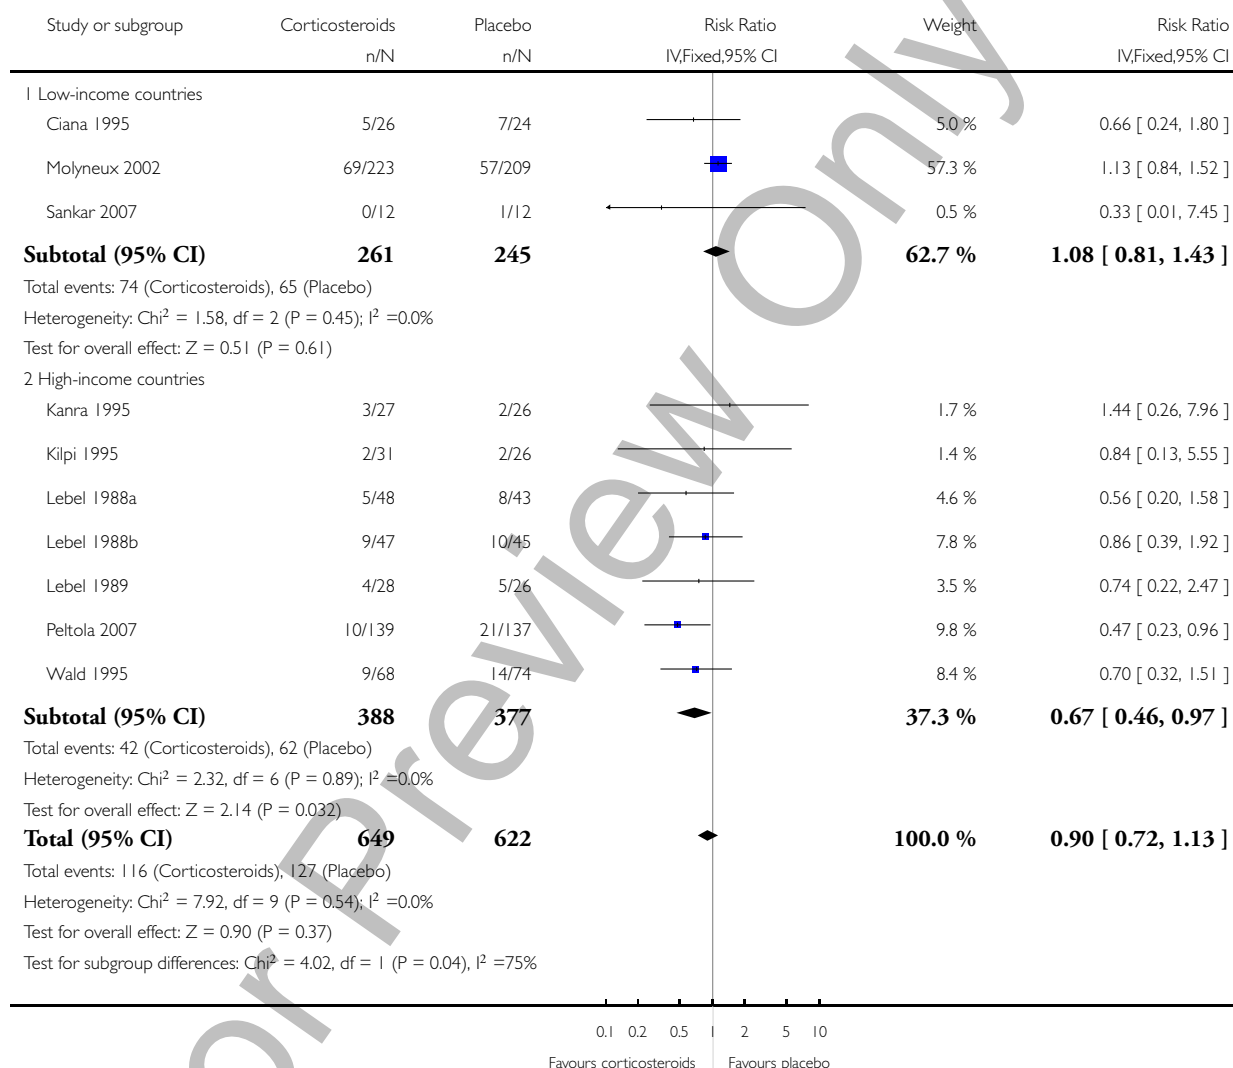 Study or subgroup Corticosteroids Placebo Risk Ratio Weight Risk Ratio
n/N n/N IV,Fixed,95% CI IV,Fixed,95% CI
1 Low-income countries
Ciana 1995 5/26 7/24 5.0 % 0.66 [ 0.24, 1.80 ]
Molyneux 2002 69/223 57/209 57.3 % 1.13 [ 0.84, 1.52 ]
Sankar 2007 0/12 1/12 0.5 % 0.33 [ 0.01, 7.45 ]
Subtotal (95% CI) 261 245 62.7 % 1.08 [ 0.81, 1.43 ]
Total events: 74 (Corticosteroids), 65 (Placebo)
Heterogeneity: Chi² = 1.58, df = 2 (P = 0.45); I² =0.0%
Test for overall effect: Z = 0.51 (P = 0.61)
2 High-income countries
Kanra 1995 3/27 2/26 1.7 % 1.44 [ 0.26, 7.96 ]
Kilpi 1995 2/31 2/26 1.4 % 0.84 [ 0.13, 5.55 ]
Lebel 1988a 5/48 8/43 4.6 % 0.56 [ 0.20, 1.58 ]
Lebel 1988b 9/47 10/45 7.8 % 0.86 [ 0.39, 1.92 ]
Lebel 1989 4/28 5/26 3.5 % 0.74 [ 0.22, 2.47 ]
Peltola 2007 10/139 21/137 9.8 % 0.47 [ 0.23, 0.96 ]
Wald 1995 9/68 14/74 8.4 % 0.70 [ 0.32, 1.51 ]
Subtotal (95% CI) 388 377 37.3 % 0.67 [ 0.46, 0.97 ]
Total events: 42 (Corticosteroids), 62 (Placebo)
Heterogeneity: Chi² = 2.32, df = 6 (P = 0.89); I² =0.0%
Test for overall effect: Z = 2.14 (P = 0.032)
Total (95% CI) 649 622 100.0 % 0.90 [ 0.72, 1.13 ]
Total events: 116 (Corticosteroids), 127 (Placebo)
Heterogeneity: Chi² = 7.92, df = 9 (P = 0.54); I² =0.0%
Test for overall effect: Z = 0.90 (P = 0.37)
Test for subgroup differences: Chi² = 4.02, df = 1 (P = 0.04), I² =75%
0.1 0.2 0.5 1 2 5 10
Favours corticosteroids Favours placebo
or Preview Only